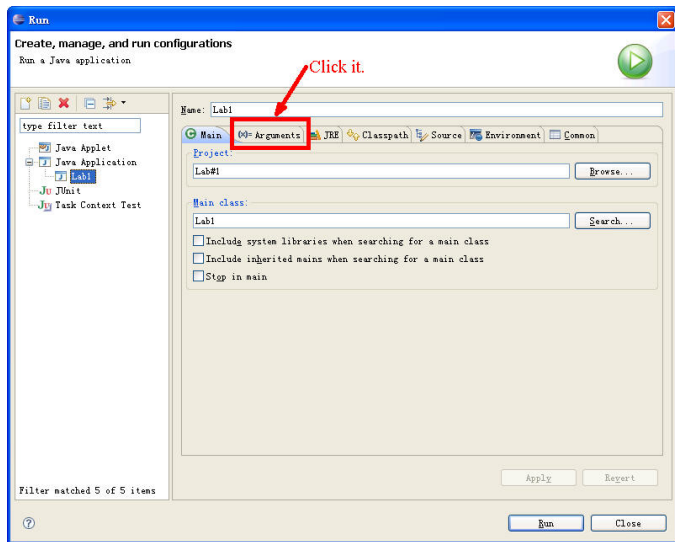 Run
Create, manage, and run configurations
Run a Java application
Click it.
Name: Lab1
type filter text
Main (x)= Arguments JRE Classpath Source Environment Common
Java Applet
Java Application
Lab1
JUnit
Task Context Test
Project:
Lab#1
Browse...
Main class:
Lab1
Search...
Include system libraries when searching for a main class
Include inherited mains when searching for a main class
Stop in main
Apply Revert
Filter matched 5 of 5 items
Run Close